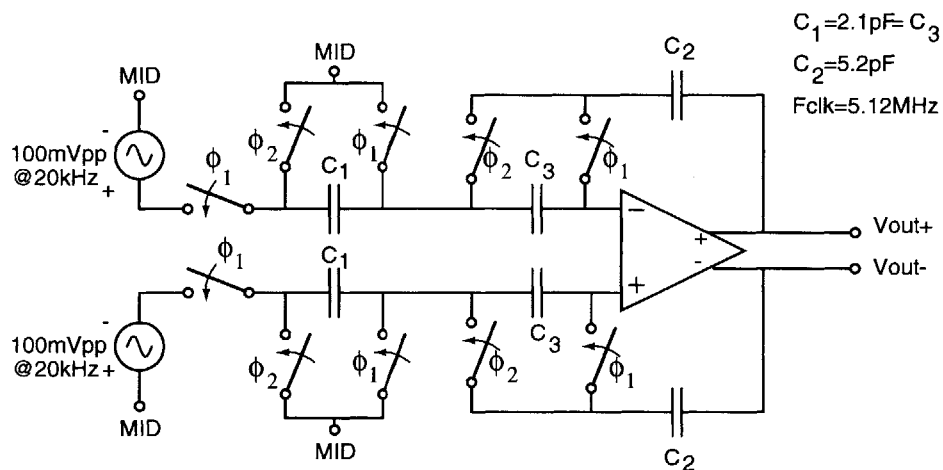 C1=2.1pF= C3
C2=5.2pF
Fclk=5.12MHz
MID
MID
C2
-
100mVpp
@20kHz
+
ϕ1
ϕ2
ϕ1
C1
ϕ2
C3
ϕ1
−
+
+
-
Vout+
Vout-
ϕ1
C1
C3
-
100mVpp
@20kHz
+
ϕ2
ϕ1
ϕ2
ϕ1
MID
MID
C2